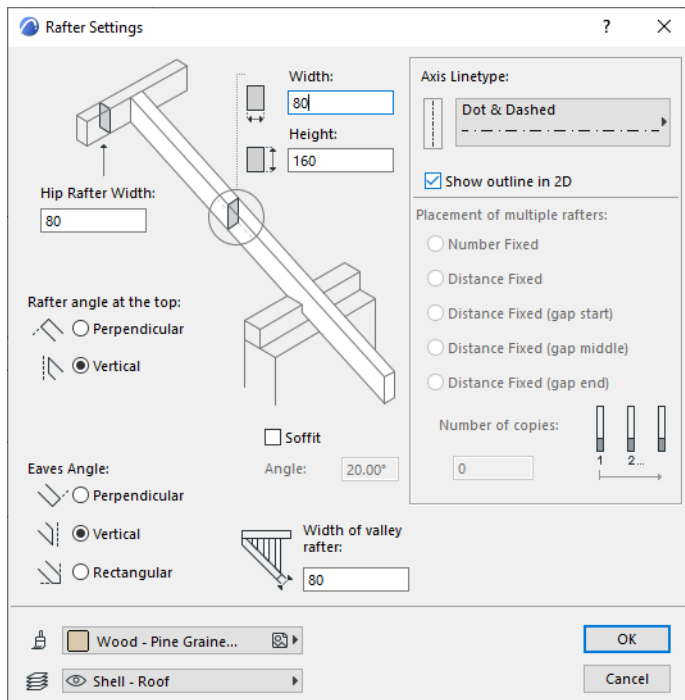 Rafter Settings
?
Width:
80
Height:
160
Hip Rafter Width:
80
Rafter angle at the top:
Perpendicular
Vertical
Soffit
Angle:
20.00°
Eaves Angle:
Perpendicular
Vertical
Rectangular
Width of valley
rafter:
80
Axis Linetype:
Dot & Dashed
Show outline in 2D
Placement of multiple rafters:
Number Fixed
Distance Fixed
Distance Fixed (gap start)
Distance Fixed (gap middle)
Distance Fixed (gap end)
Number of copies:
0
1 2...
Wood - Pine Graine...
Shell - Roof
OK
Cancel